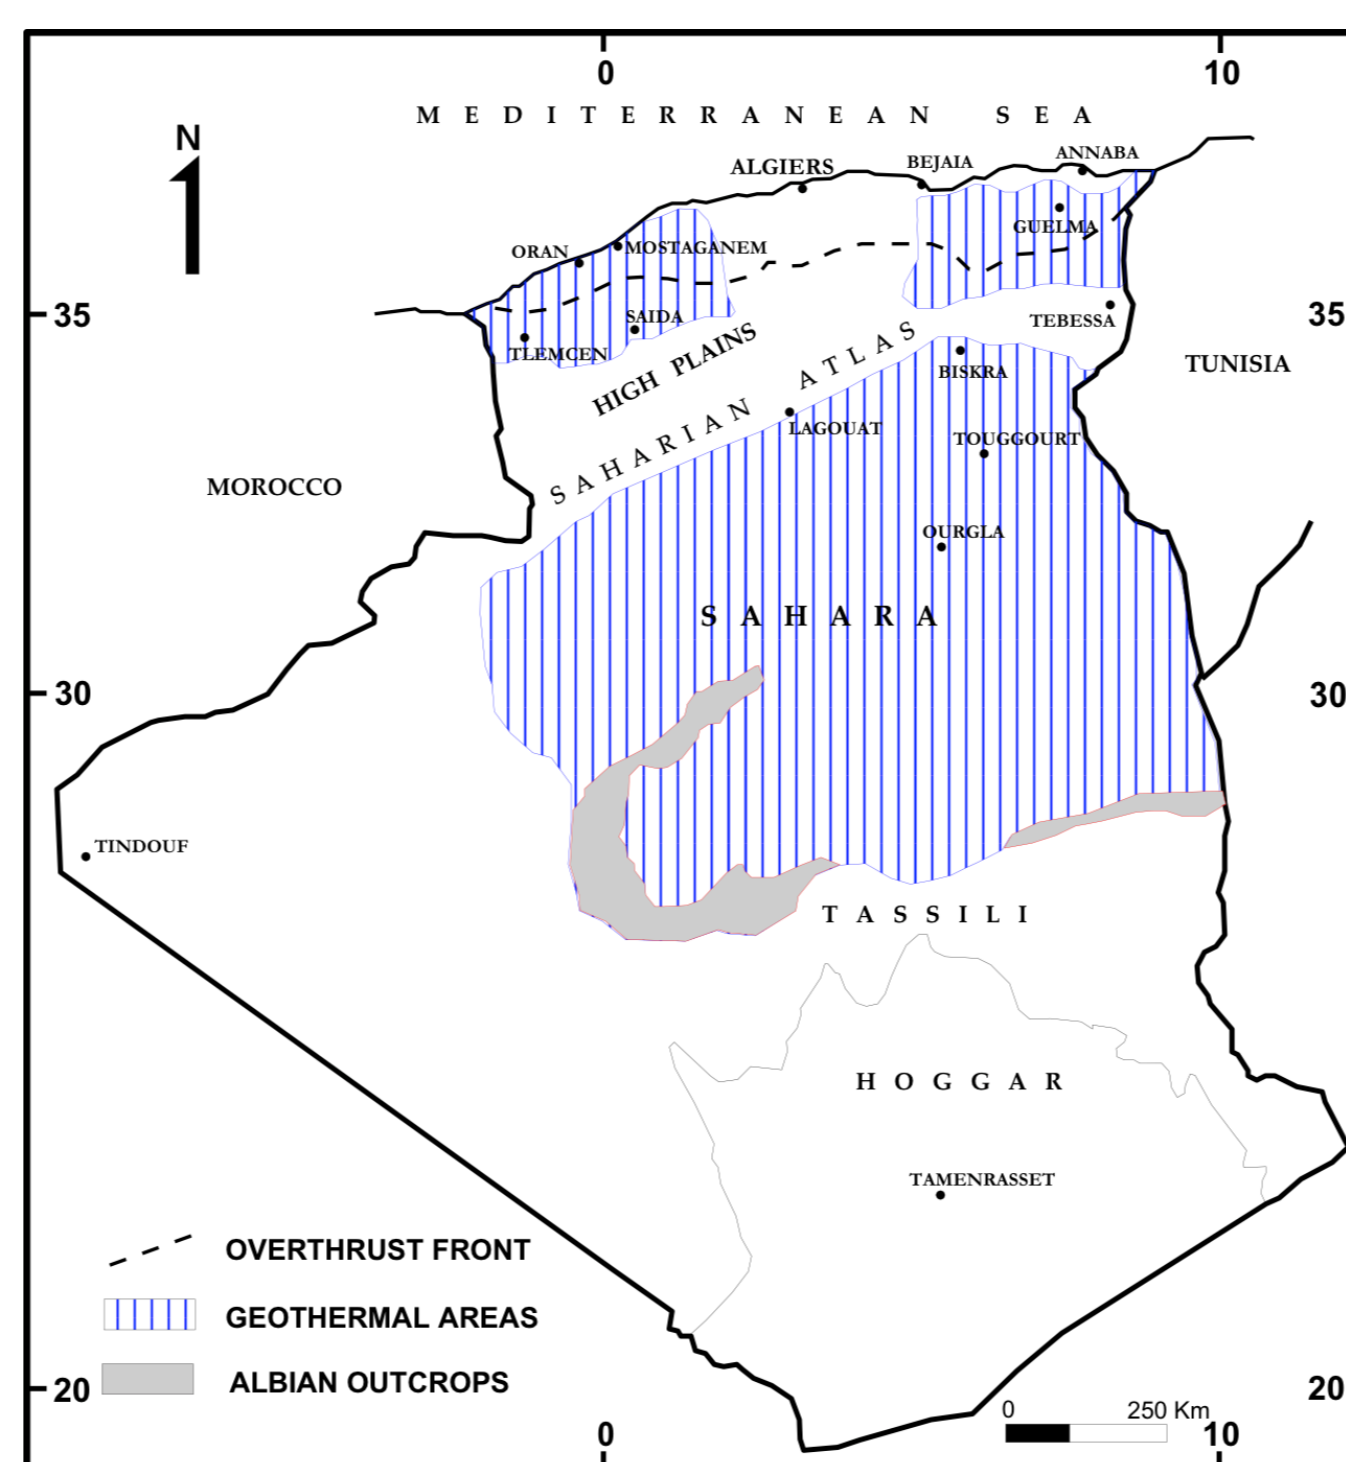 0 10
MEDITERRANEAN SEA
N
ALGIERS
BEJAIA
ANNABA
GUELMA
ORAN
MOSTAGANEM
35 35
SAIDA
TEBESSA
TLEMCEN
HIGH PLAINS
SAHARIAN ATLAS
TUNISIA
BISKRA
LAGOUAT
TOUGGOURT
MOROCCO
OURGLA
SAHARA
30 30
TINDOUF
TASSILI
HOGGAR
TAMENRASSET
OVERTHRUST FRONT
GEOTHERMAL AREAS
ALBIAN OUTCROPS
20 20
0 250 Km
0 10